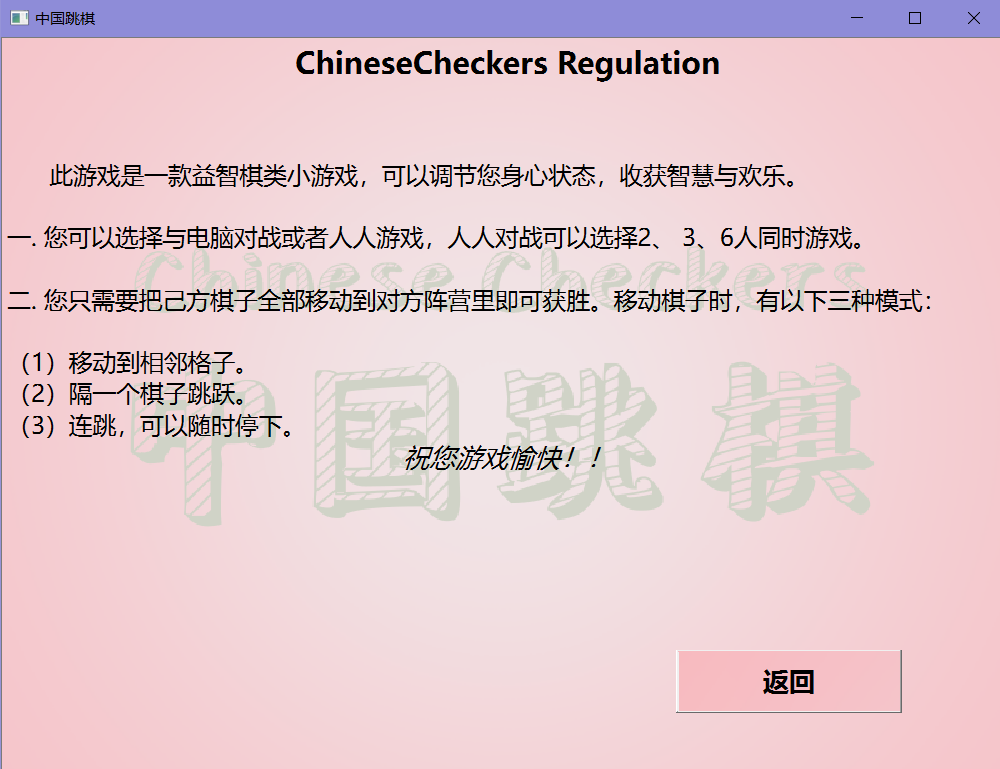 中国跳棋
ChineseCheckers Regulation
此游戏是一款益智棋类小游戏，可以调节您身心状态，收获智慧与欢乐。
一. 您可以选择与电脑对战或者人人游戏，人人对战可以选择2、 3、6人同时游戏。
Chinese Checkers
二. 您只需要把己方棋子全部移动到对方阵营里即可获胜。移动棋子时，有以下三种模式：
（1）移动到相邻格子。
（2）隔一个棋子跳跃。
（3）连跳，可以随时停下。
中国跳棋
祝您游戏愉快！！
返回